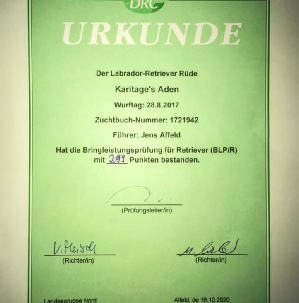 DRC
URKUNDE
Der Labrador-Retriever Rüde
Karitage's Aden
Wurftag: 28.8.2017
Zuchtbuch-Nummer: 1721942
Führer: Jens Affeld
Hat die Bringleistungsprüfung für Retriever (BLP/R)
mit 299 Punkten bestanden.
(Prüfungsleiter/in)
(Richter/in) (Richter/in)
Landesgruppe Nord Alfeld, den 16.10.2020